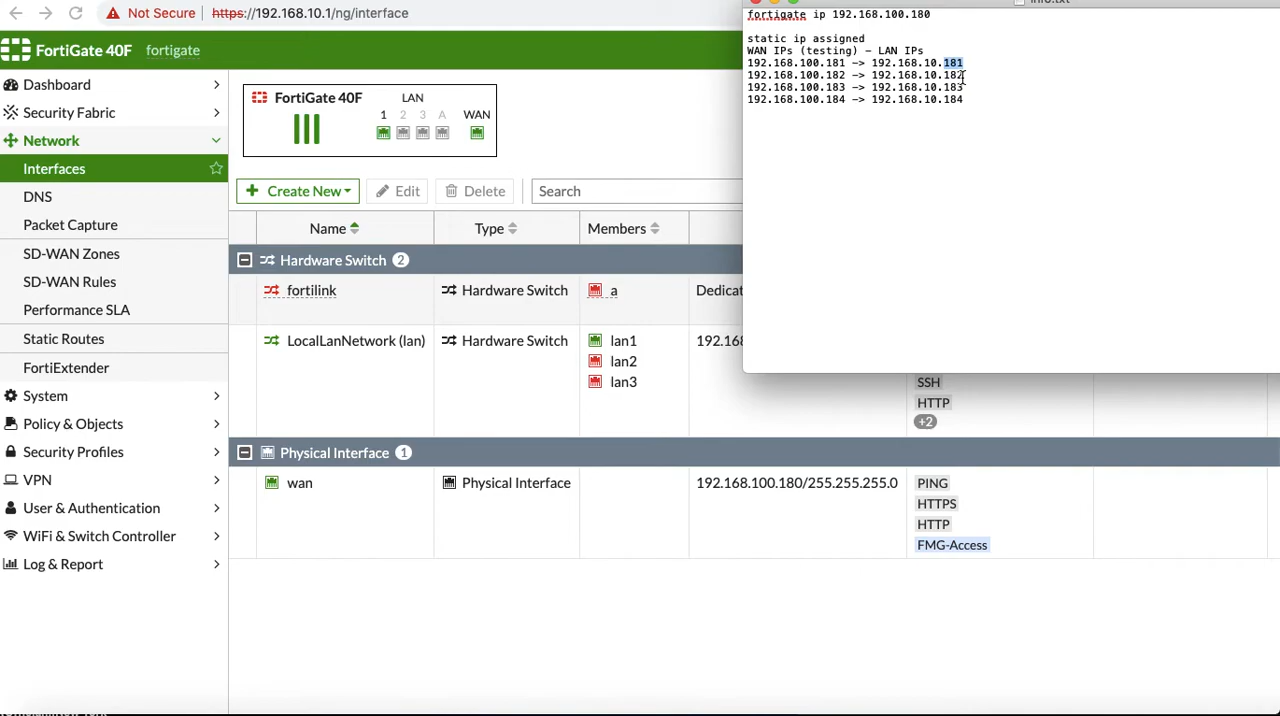 Not Secure https://192.168.10.1/ng/interface
fortigate ip 192.168.100.180
static ip assigned
WAN IPs (testing) - LAN IPs
192.168.100.181 -> 192.168.10.181
192.168.100.182 -> 192.168.10.182
192.168.100.183 -> 192.168.10.183
192.168.100.184 -> 192.168.10.184
FortiGate 40F fortigate
Dashboard
Security Fabric
Network
Interfaces
DNS
Packet Capture
SD-WAN Zones
SD-WAN Rules
Performance SLA
Static Routes
FortiExtender
System
Policy & Objects
Security Profiles
VPN
User & Authentication
WiFi & Switch Controller
Log & Report
FortiGate 40F LAN
1 2 3 A WAN
Create New Edit Delete Search
Name Type Members
Hardware Switch 2
fortilink Hardware Switch a Dedicat
LocalLanNetwork (lan) Hardware Switch lan1 192.168
lan2
lan3
SSH
HTTP
+2
Physical Interface 1
wan Physical Interface 192.168.100.180/255.255.255.0 PING
HTTPS
HTTP
FMG-Access